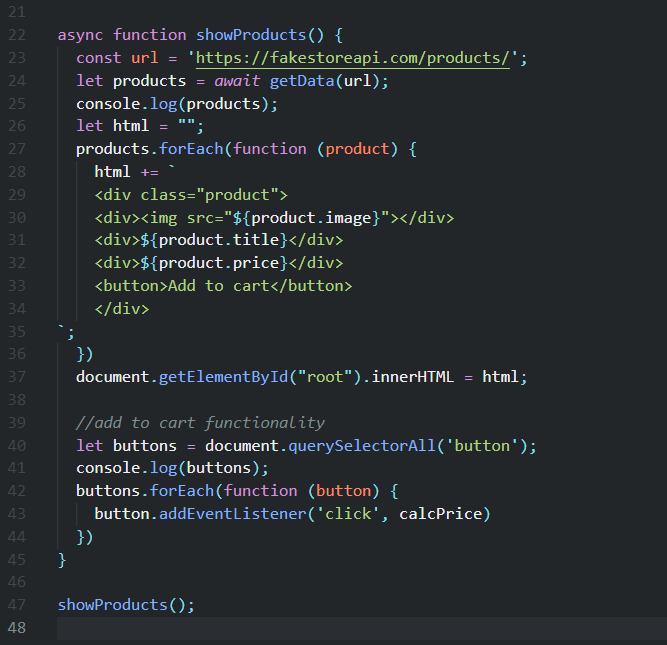 21
22 async function showProducts() {
23   const url = 'https://fakestoreapi.com/products/';
24   let products = await getData(url);
25   console.log(products);
26   let html = "";
27   products.forEach(function (product) {
28     html += `
29     <div class="product">
30     <div><img src="${product.image}"></div>
31     <div>${product.title}</div>
32     <div>${product.price}</div>
33     <button>Add to cart</button>
34     </div>
35 `;
36   })
37   document.getElementById("root").innerHTML = html;
38
39   //add to cart functionality
40   let buttons = document.querySelectorAll('button');
41   console.log(buttons);
42   buttons.forEach(function (button) {
43     button.addEventListener('click', calcPrice)
44   })
45 }
46
47 showProducts();
48